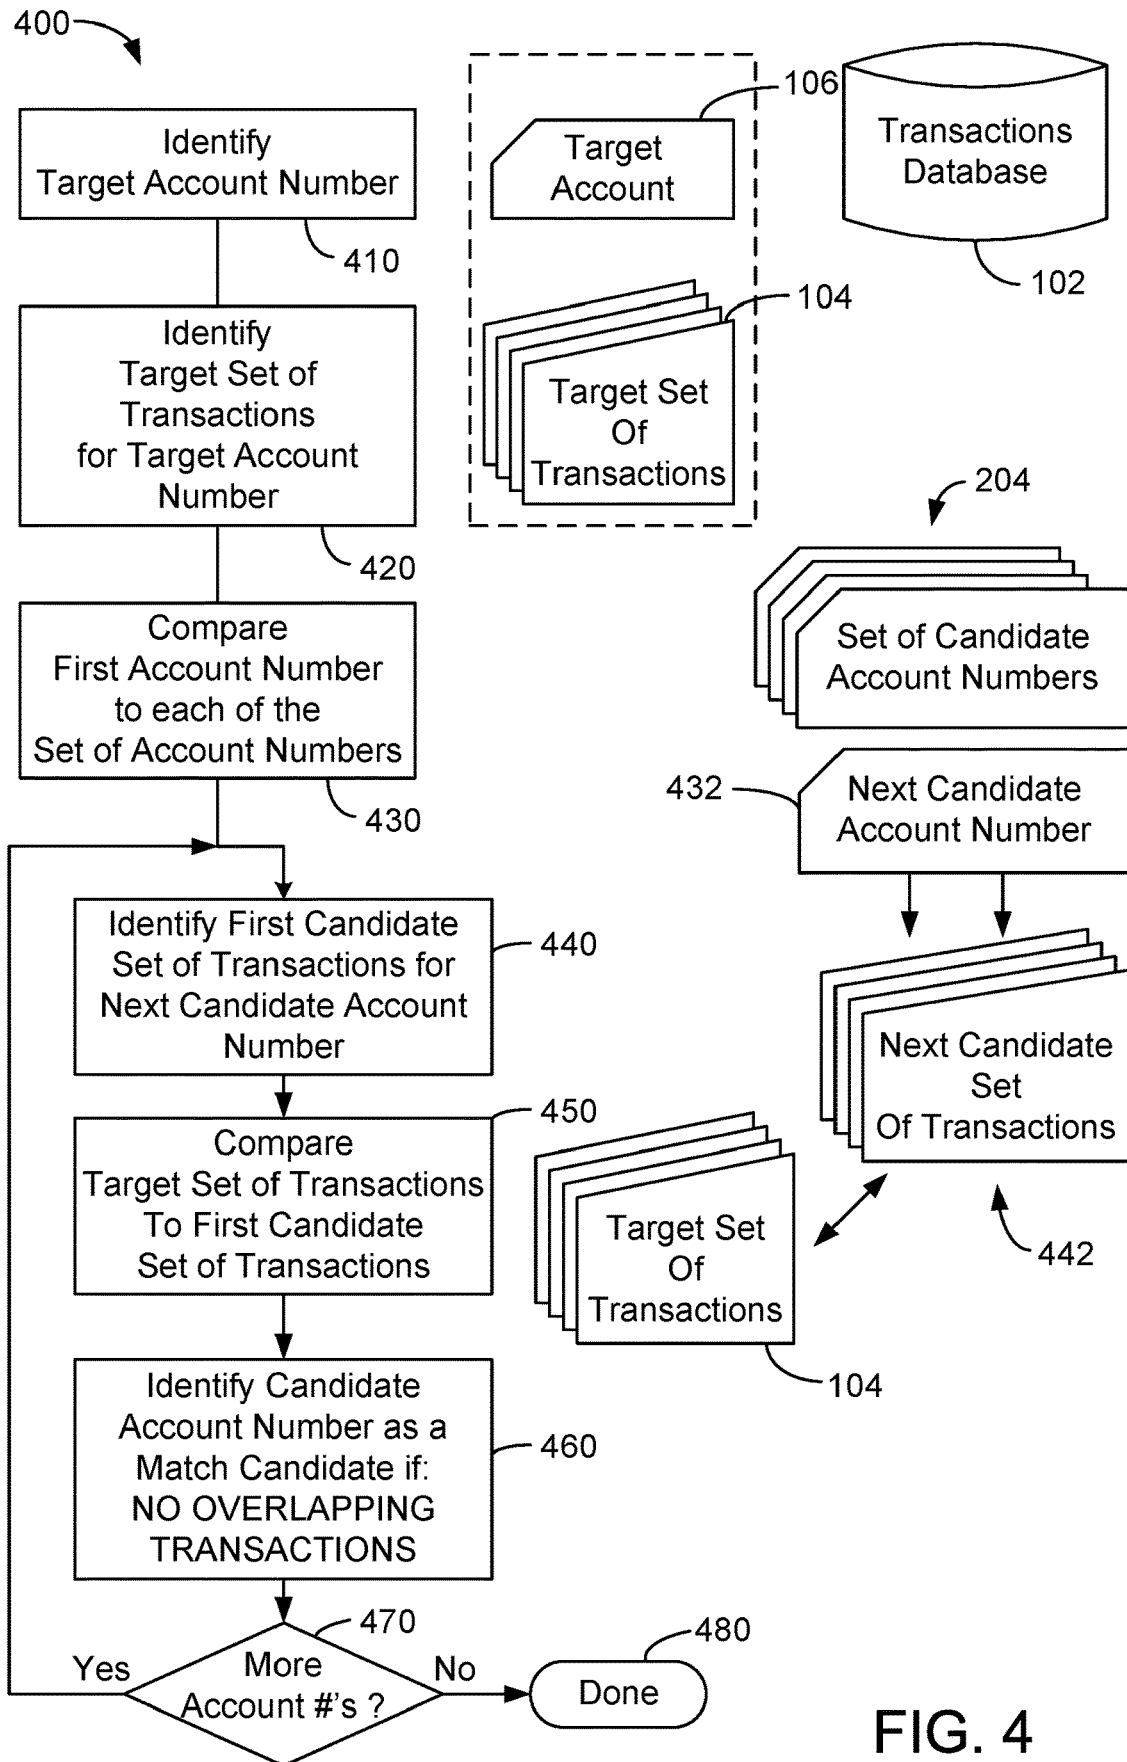 400
Identify
Target Account Number
410
106
Target
Account
Transactions
Database
102
Identify
Target Set of
Transactions
for Target Account
Number
420
104
Target Set
Of
Transactions
204
Set of Candidate
Account Numbers
Compare
First Account Number
to each of the
Set of Account Numbers
430
432
Next Candidate
Account Number
Identify First Candidate
Set of Transactions for
Next Candidate Account
Number
440
Next Candidate
Set
Of Transactions
442
450
Compare
Target Set of Transactions
To First Candidate
Set of Transactions
Target Set
Of
Transactions
104
Identify Candidate
Account Number as a
Match Candidate if:
NO OVERLAPPING
TRANSACTIONS
460
470
More
Account #'s ?
Yes
No
480
Done
FIG. 4